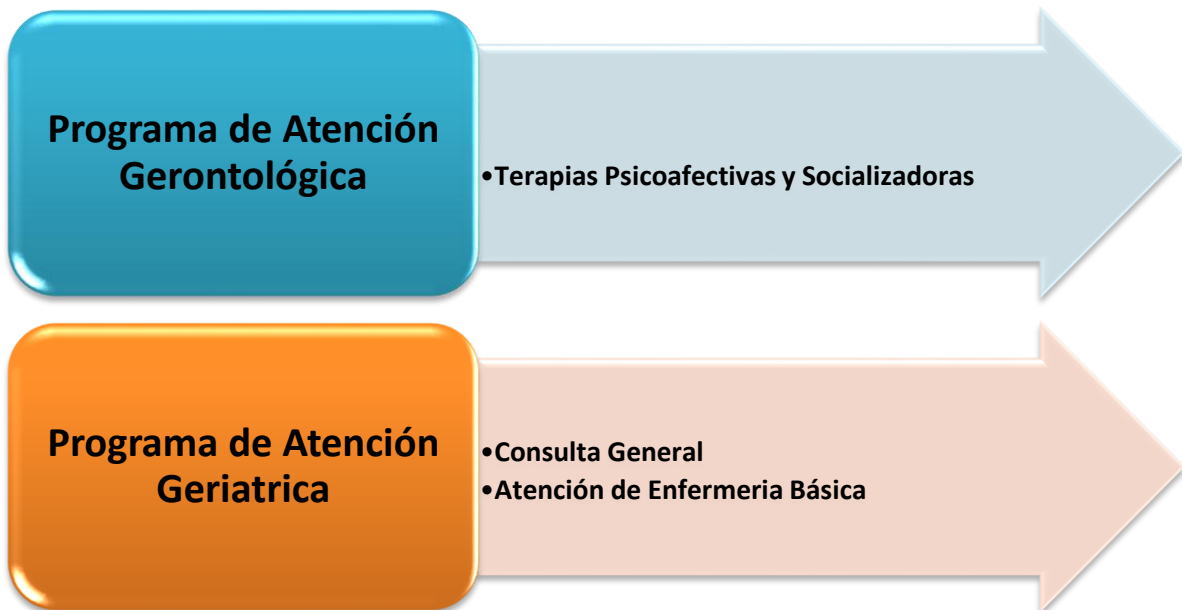 Programa de Atención
Gerontológica
•Terapias Psicoafectivas y Socializadoras
Programa de Atención
Geriatrica
•Consulta General
•Atención de Enfermeria Básica